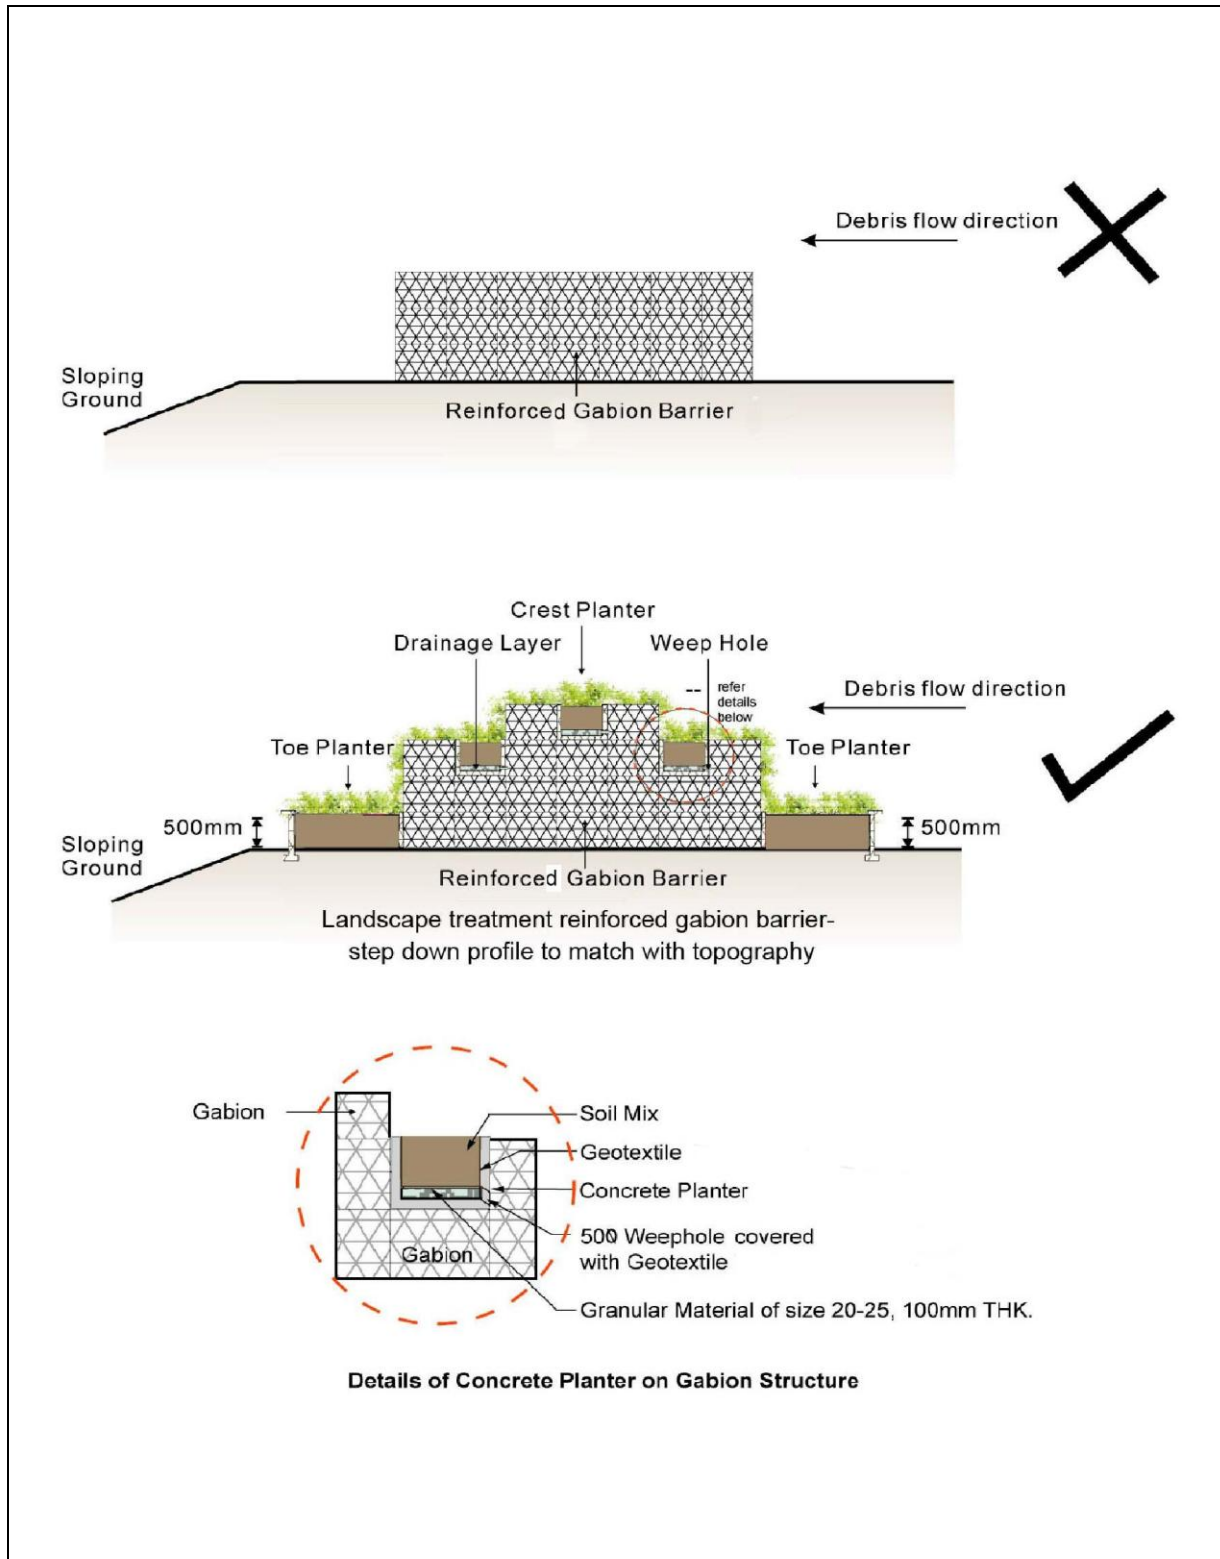 Debris flow direction
Sloping
Ground
Reinforced Gabion Barrier
Crest Planter
Drainage Layer
Weep Hole
-- refer
details
below
Debris flow direction
Toe Planter
Toe Planter
500mm
500mm
Sloping
Ground
Reinforced Gabion Barrier
Landscape treatment reinforced gabion barrier-
step down profile to match with topography
Gabion
Soil Mix
Geotextile
Concrete Planter
Gabion
50Ø Weephole covered
with Geotextile
Granular Material of size 20-25, 100mm THK.
Details of Concrete Planter on Gabion Structure